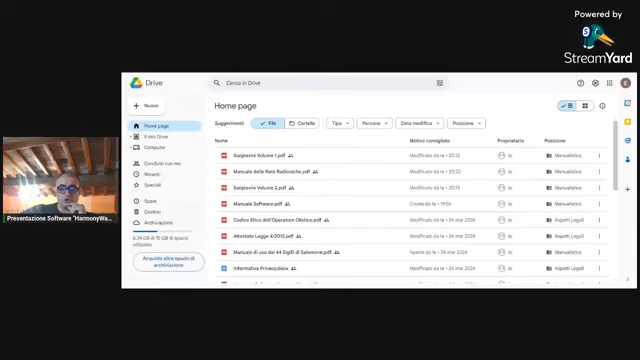 Powered by
StreamYard
Drive
Cerca in Drive
Nuovo
Home page
Il mio Drive
Computer
Condivisi con me
Recenti
Speciali
Spam
Cestino
Archiviazione
6,34 GB di 15 GB di spazio
utilizzato
Acquista altro spazio di
archiviazione
Home page
Suggerimenti File Cartelle Tipo Persone Data modifica Posizione
Nome Motivo consigliato Proprietario Posizione
Sanjeevini Volume 1.pdf Modificato da te • 20:12 io Manualistica
Manuale delle Rate Radioniche.pdf Modificato da te • 20:23 io Manualistica
Sanjeevini Volume 2.pdf Modificato da te • 20:12 io Manualistica
Manuale Software.pdf Creato da te • 19:54 io Manualistica
Codice Etico dell'Operatore Olistico.pdf Modificato da te • 24 mar 2024 io Aspetti Legali
Attestato Legge 4/2013.pdf Modificato da te • 24 mar 2024 io Aspetti Legali
Manuale di uso dei 44 Sigilli di Salomone.pdf Aperto da te • 24 mar 2024 io Manualistica
Informativa Privacy.docx Modificato da te • 24 mar 2024 io Aspetti Legali
Presentazione Software "HarmonyWa...